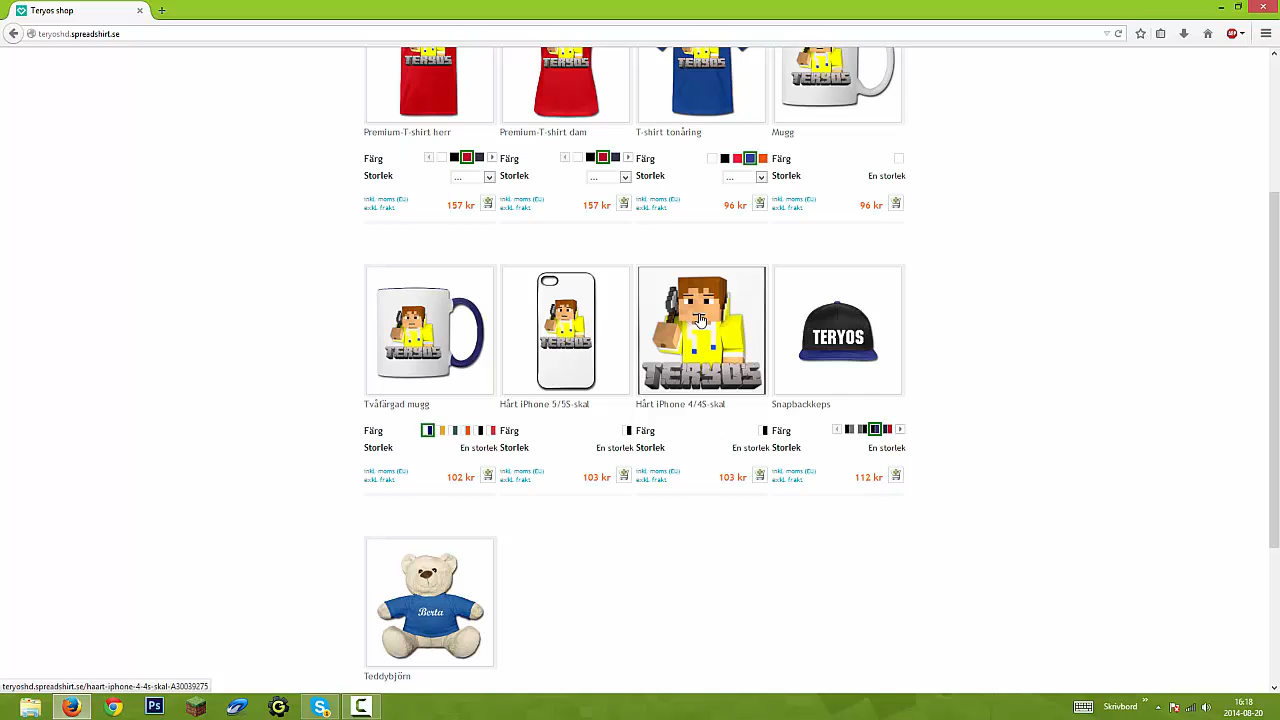 Teryos shop
teryoshd.spreadshirt.se
TERYOS
TERYOS
TERYOS
TERYOS
Premium-T-shirt herr
Premium-T-shirt dam
T-shirt tonåring
Mugg
Färg
Färg
Färg
Färg
Storlek
...
Storlek
...
Storlek
...
Storlek
En storlek
inkl. moms (EU)
exkl. frakt
157 kr
inkl. moms (EU)
exkl. frakt
157 kr
inkl. moms (EU)
exkl. frakt
96 kr
inkl. moms (EU)
exkl. frakt
96 kr
TERYOS
TERYOS
TERYOS
TERYOS
Tvåfärgad mugg
Hårt iPhone 5/5S-skal
Hårt iPhone 4/4S-skal
Snapbackkeps
Färg
Färg
Färg
Färg
Storlek
En storlek
Storlek
En storlek
Storlek
En storlek
Storlek
En storlek
inkl. moms (EU)
exkl. frakt
102 kr
inkl. moms (EU)
exkl. frakt
103 kr
inkl. moms (EU)
exkl. frakt
103 kr
inkl. moms (EU)
exkl. frakt
112 kr
Berta
Teddybjörn
teryoshd.spreadshirt.se/haart-iphone-4-4s-skal-A30039275
Skrivbord
16:18
2014-08-20